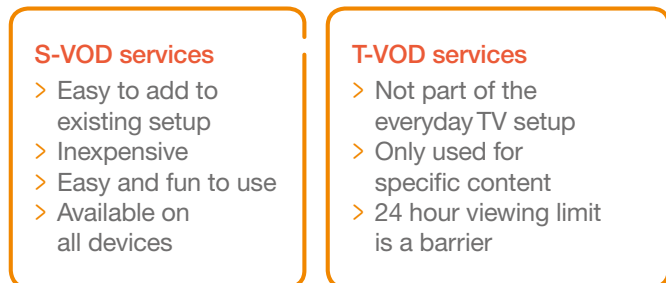 S-VOD services
> Easy to add to
existing setup
> Inexpensive
> Easy and fun to use
> Available on
all devices
T-VOD services
> Not part of the
everyday TV setup
> Only used for
specific content
> 24 hour viewing limit
is a barrier